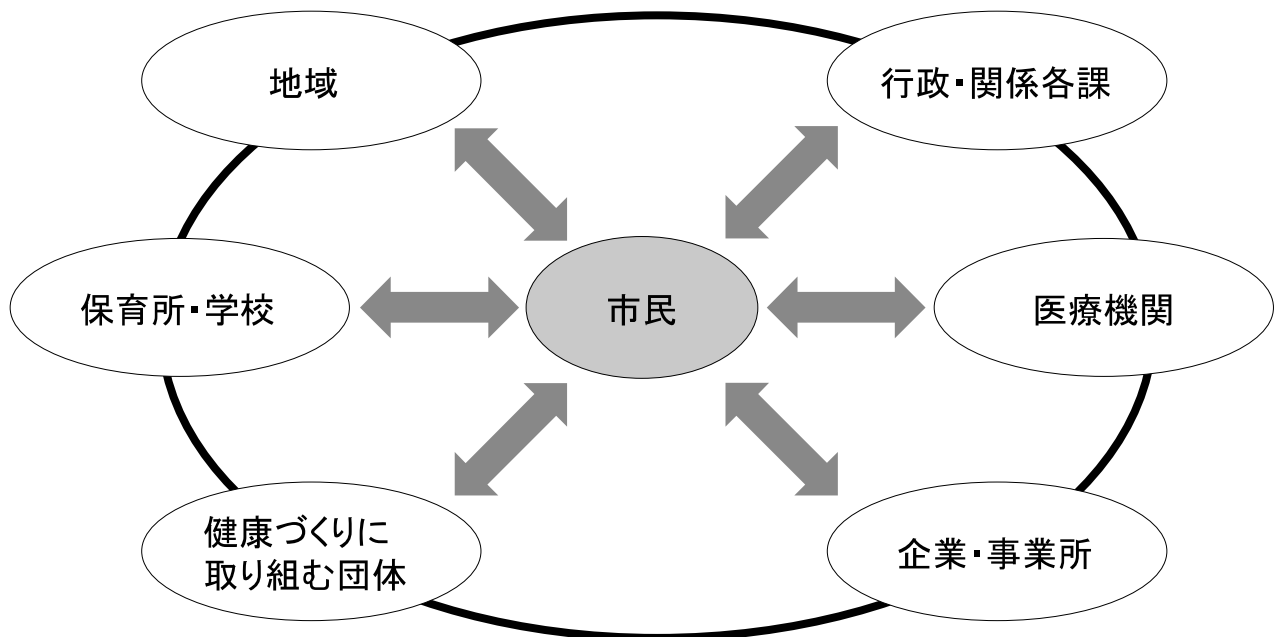 地域
行政・関係各課
保育所・学校
市民
医療機関
健康づくりに
取り組む団体
企業・事業所